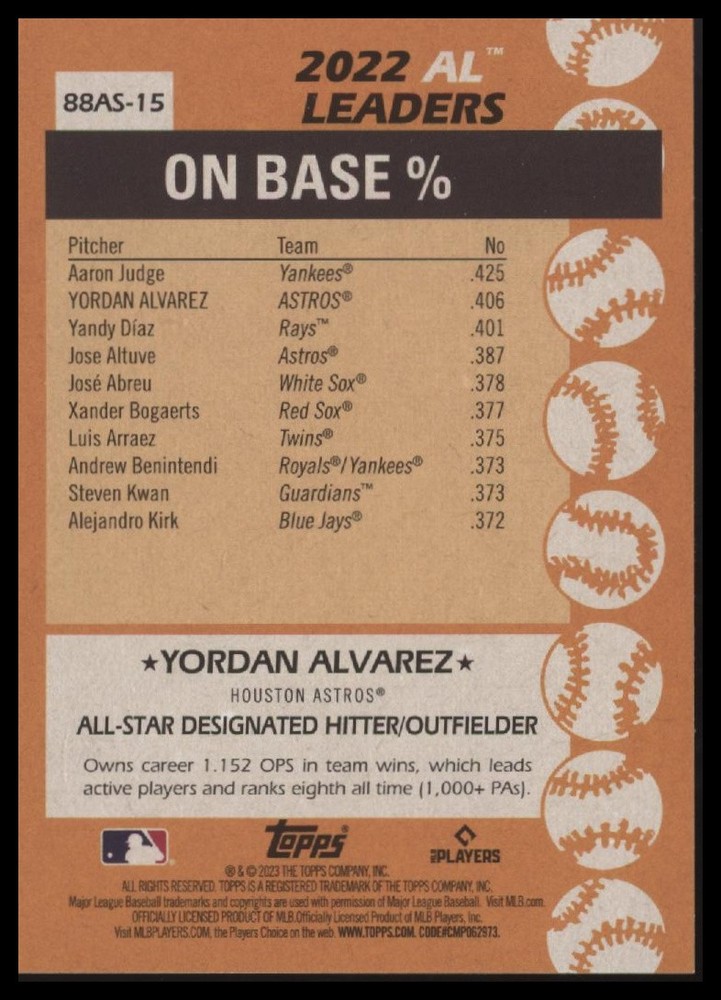 88AS-15
2022 AL™
LEADERS
ON BASE %
Pitcher Team No
Aaron Judge Yankees® .425
YORDAN ALVAREZ ASTROS® .406
Yandy Díaz Rays™ .401
Jose Altuve Astros® .387
José Abreu White Sox® .378
Xander Bogaerts Red Sox® .377
Luis Arraez Twins® .375
Andrew Benintendi Royals®/Yankees® .373
Steven Kwan Guardians™ .373
Alejandro Kirk Blue Jays® .372
★YORDAN ALVAREZ★
HOUSTON ASTROS®
ALL-STAR DESIGNATED HITTER/OUTFIELDER
Owns career 1.152 OPS in team wins, which leads
active players and ranks eighth all time (1,000+ PAs).
topps® PLAYERS
® & © 2023 THE TOPPS COMPANY, INC.
ALL RIGHTS RESERVED. TOPPS IS A REGISTERED TRADEMARK OF THE TOPPS COMPANY, INC.
Major League Baseball trademarks and copyrights are used with permission of Major League Baseball. Visit MLB.com.
OFFICIALLY LICENSED PRODUCT OF MLB Officially Licensed Product of MLB Players, Inc.
Visit MLBPLAYERS.COM, the Players Choice on the web. WWW.TOPPS.COM. CODE#CMP062973.